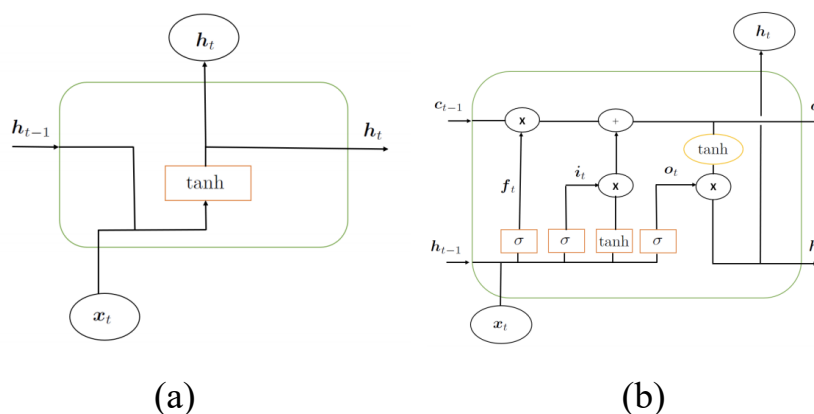 h_t
h_{t-1}
h_t
tanh
x_t
(a)
h_t
c_{t-1}
x
+
c
tanh
f_t
i_t
x
o_t
x
h_{t-1}
σ
σ
tanh
σ
h
x_t
(b)